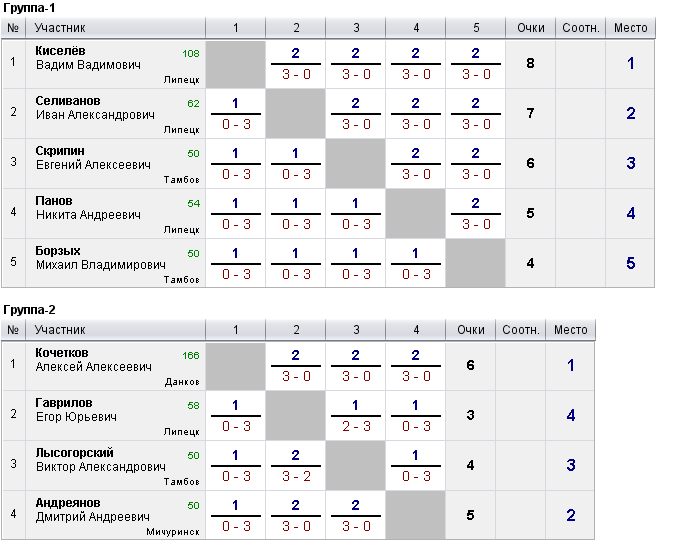 Группа-1
№ Участник 1 2 3 4 5 Очки Соотн. Место
1 Киселёв 108 2 2 2 2 8 1
Вадим Вадимович 3 - 0 3 - 0 3 - 0 3 - 0
Липецк
2 Селиванов 62 1 2 2 2 7 2
Иван Александрович 0 - 3 3 - 0 3 - 0 3 - 0
Липецк
3 Скрипин 50 1 1 2 2 6 3
Евгений Алексеевич 0 - 3 0 - 3 3 - 0 3 - 0
Тамбов
4 Панов 54 1 1 1 2 5 4
Никита Андреевич 0 - 3 0 - 3 0 - 3 3 - 0
Липецк
5 Борзых 50 1 1 1 1 4 5
Михаил Владимирович 0 - 3 0 - 3 0 - 3 0 - 3
Тамбов
Группа-2
№ Участник 1 2 3 4 Очки Соотн. Место
1 Кочетков 166 2 2 2 6 1
Алексей Алексеевич 3 - 0 3 - 0 3 - 0
Данков
2 Гаврилов 58 1 1 1 3 4
Егор Юрьевич 0 - 3 2 - 3 0 - 3
Липецк
3 Лысогорский 50 1 2 1 4 3
Виктор Александрович 0 - 3 3 - 2 0 - 3
Тамбов
4 Андреянов 50 1 2 2 5 2
Дмитрий Андреевич 0 - 3 3 - 0 3 - 0
Мичуринск